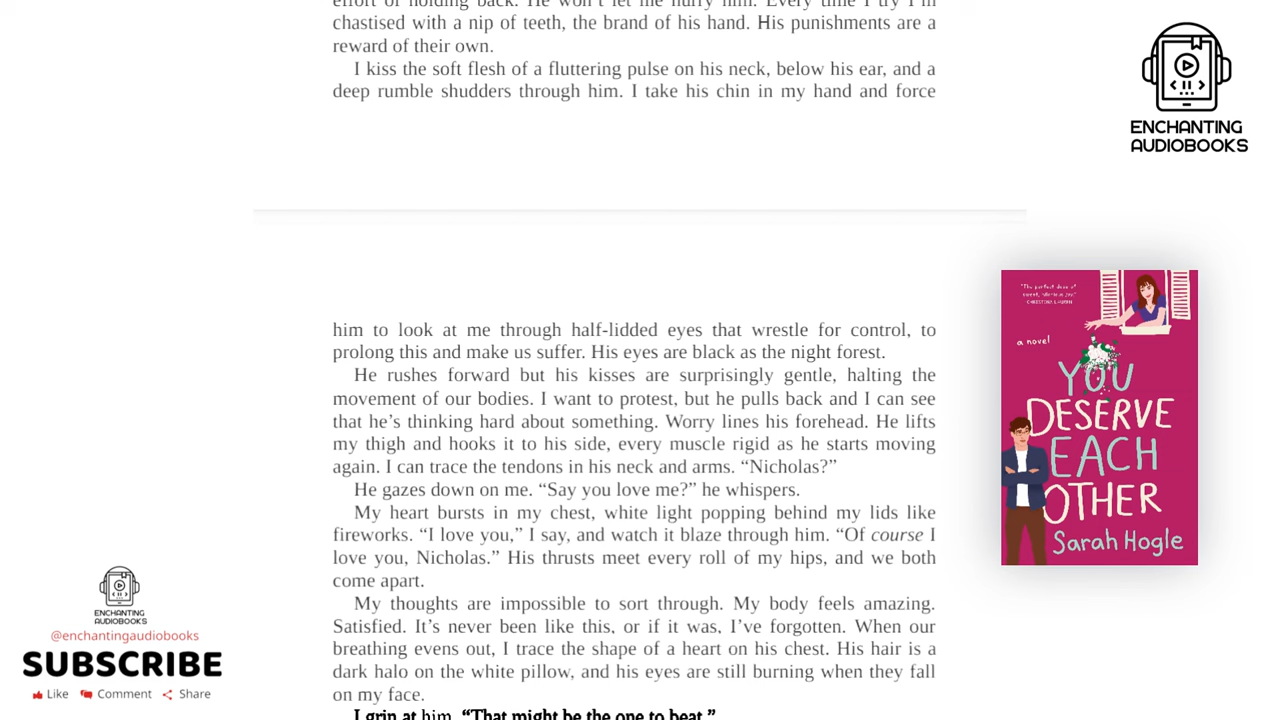 effort of holding back. He won't let me hurry him. Every time I try I'm
chastised with a nip of teeth, the brand of his hand. His punishments are a
reward of their own.
I kiss the soft flesh of a fluttering pulse on his neck, below his ear, and a
deep rumble shudders through him. I take his chin in my hand and force
ENCHANTING
AUDIOBOOKS
him to look at me through half-lidded eyes that wrestle for control, to
prolong this and make us suffer. His eyes are black as the night forest.
He rushes forward but his kisses are surprisingly gentle, halting the
movement of our bodies. I want to protest, but he pulls back and I can see
that he's thinking hard about something. Worry lines his forehead. He lifts
my thigh and hooks it to his side, every muscle rigid as he starts moving
again. I can trace the tendons in his neck and arms. “Nicholas?”
He gazes down on me. “Say you love me?” he whispers.
My heart bursts in my chest, white light popping behind my lids like
fireworks. “I love you,” I say, and watch it blaze through him. “Of course I
love you, Nicholas.” His thrusts meet every roll of my hips, and we both
come apart.
My thoughts are impossible to sort through. My body feels amazing.
Satisfied. It's never been like this, or if it was, I've forgotten. When our
breathing evens out, I trace the shape of a heart on his chest. His hair is a
dark halo on the white pillow, and his eyes are still burning when they fall
on my face.
I grin at him. “That might be the one to beat.”
a novel
YOU
DESERVE
EACH
OTHER
Sarah Hogle
ENCHANTING
AUDIOBOOKS
@enchantingaudiobooks
SUBSCRIBE
Like Comment Share